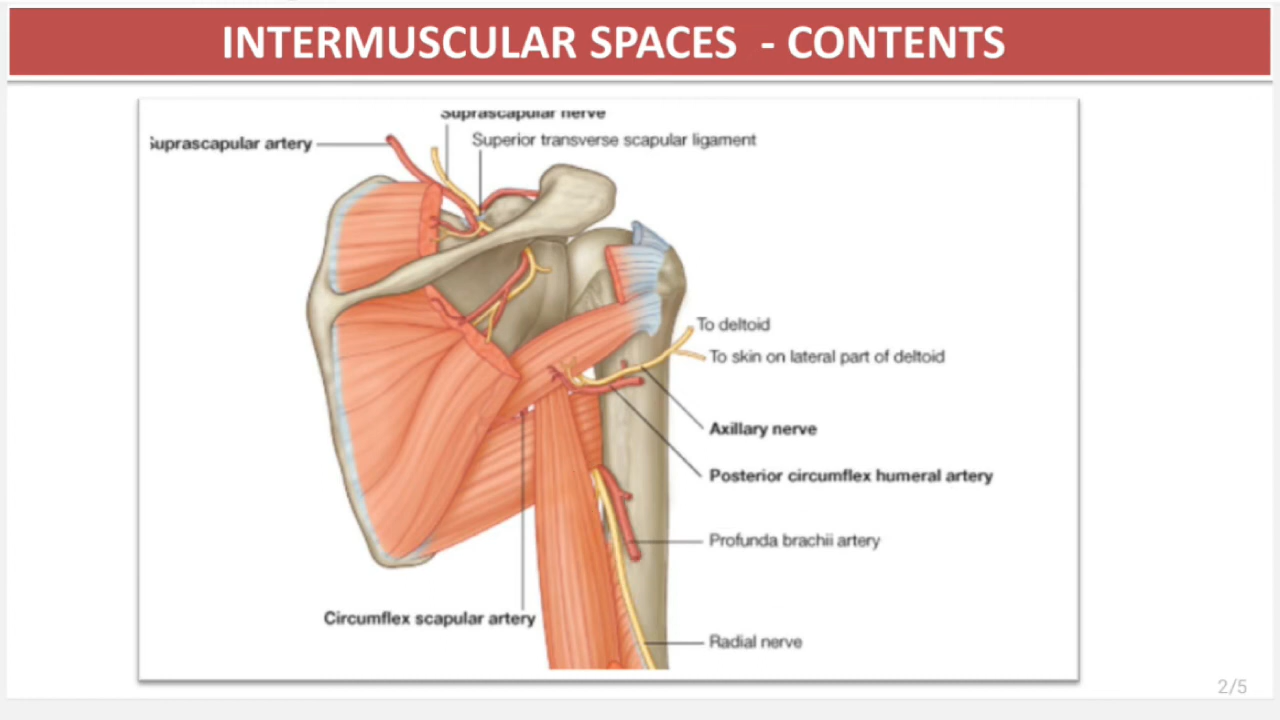 INTERMUSCULAR SPACES - CONTENTS
Suprascapular nerve
Suprascapular artery
Superior transverse scapular ligament
To deltoid
To skin on lateral part of deltoid
Axillary nerve
Posterior circumflex humeral artery
Profunda brachii artery
Circumflex scapular artery
Radial nerve
2/5